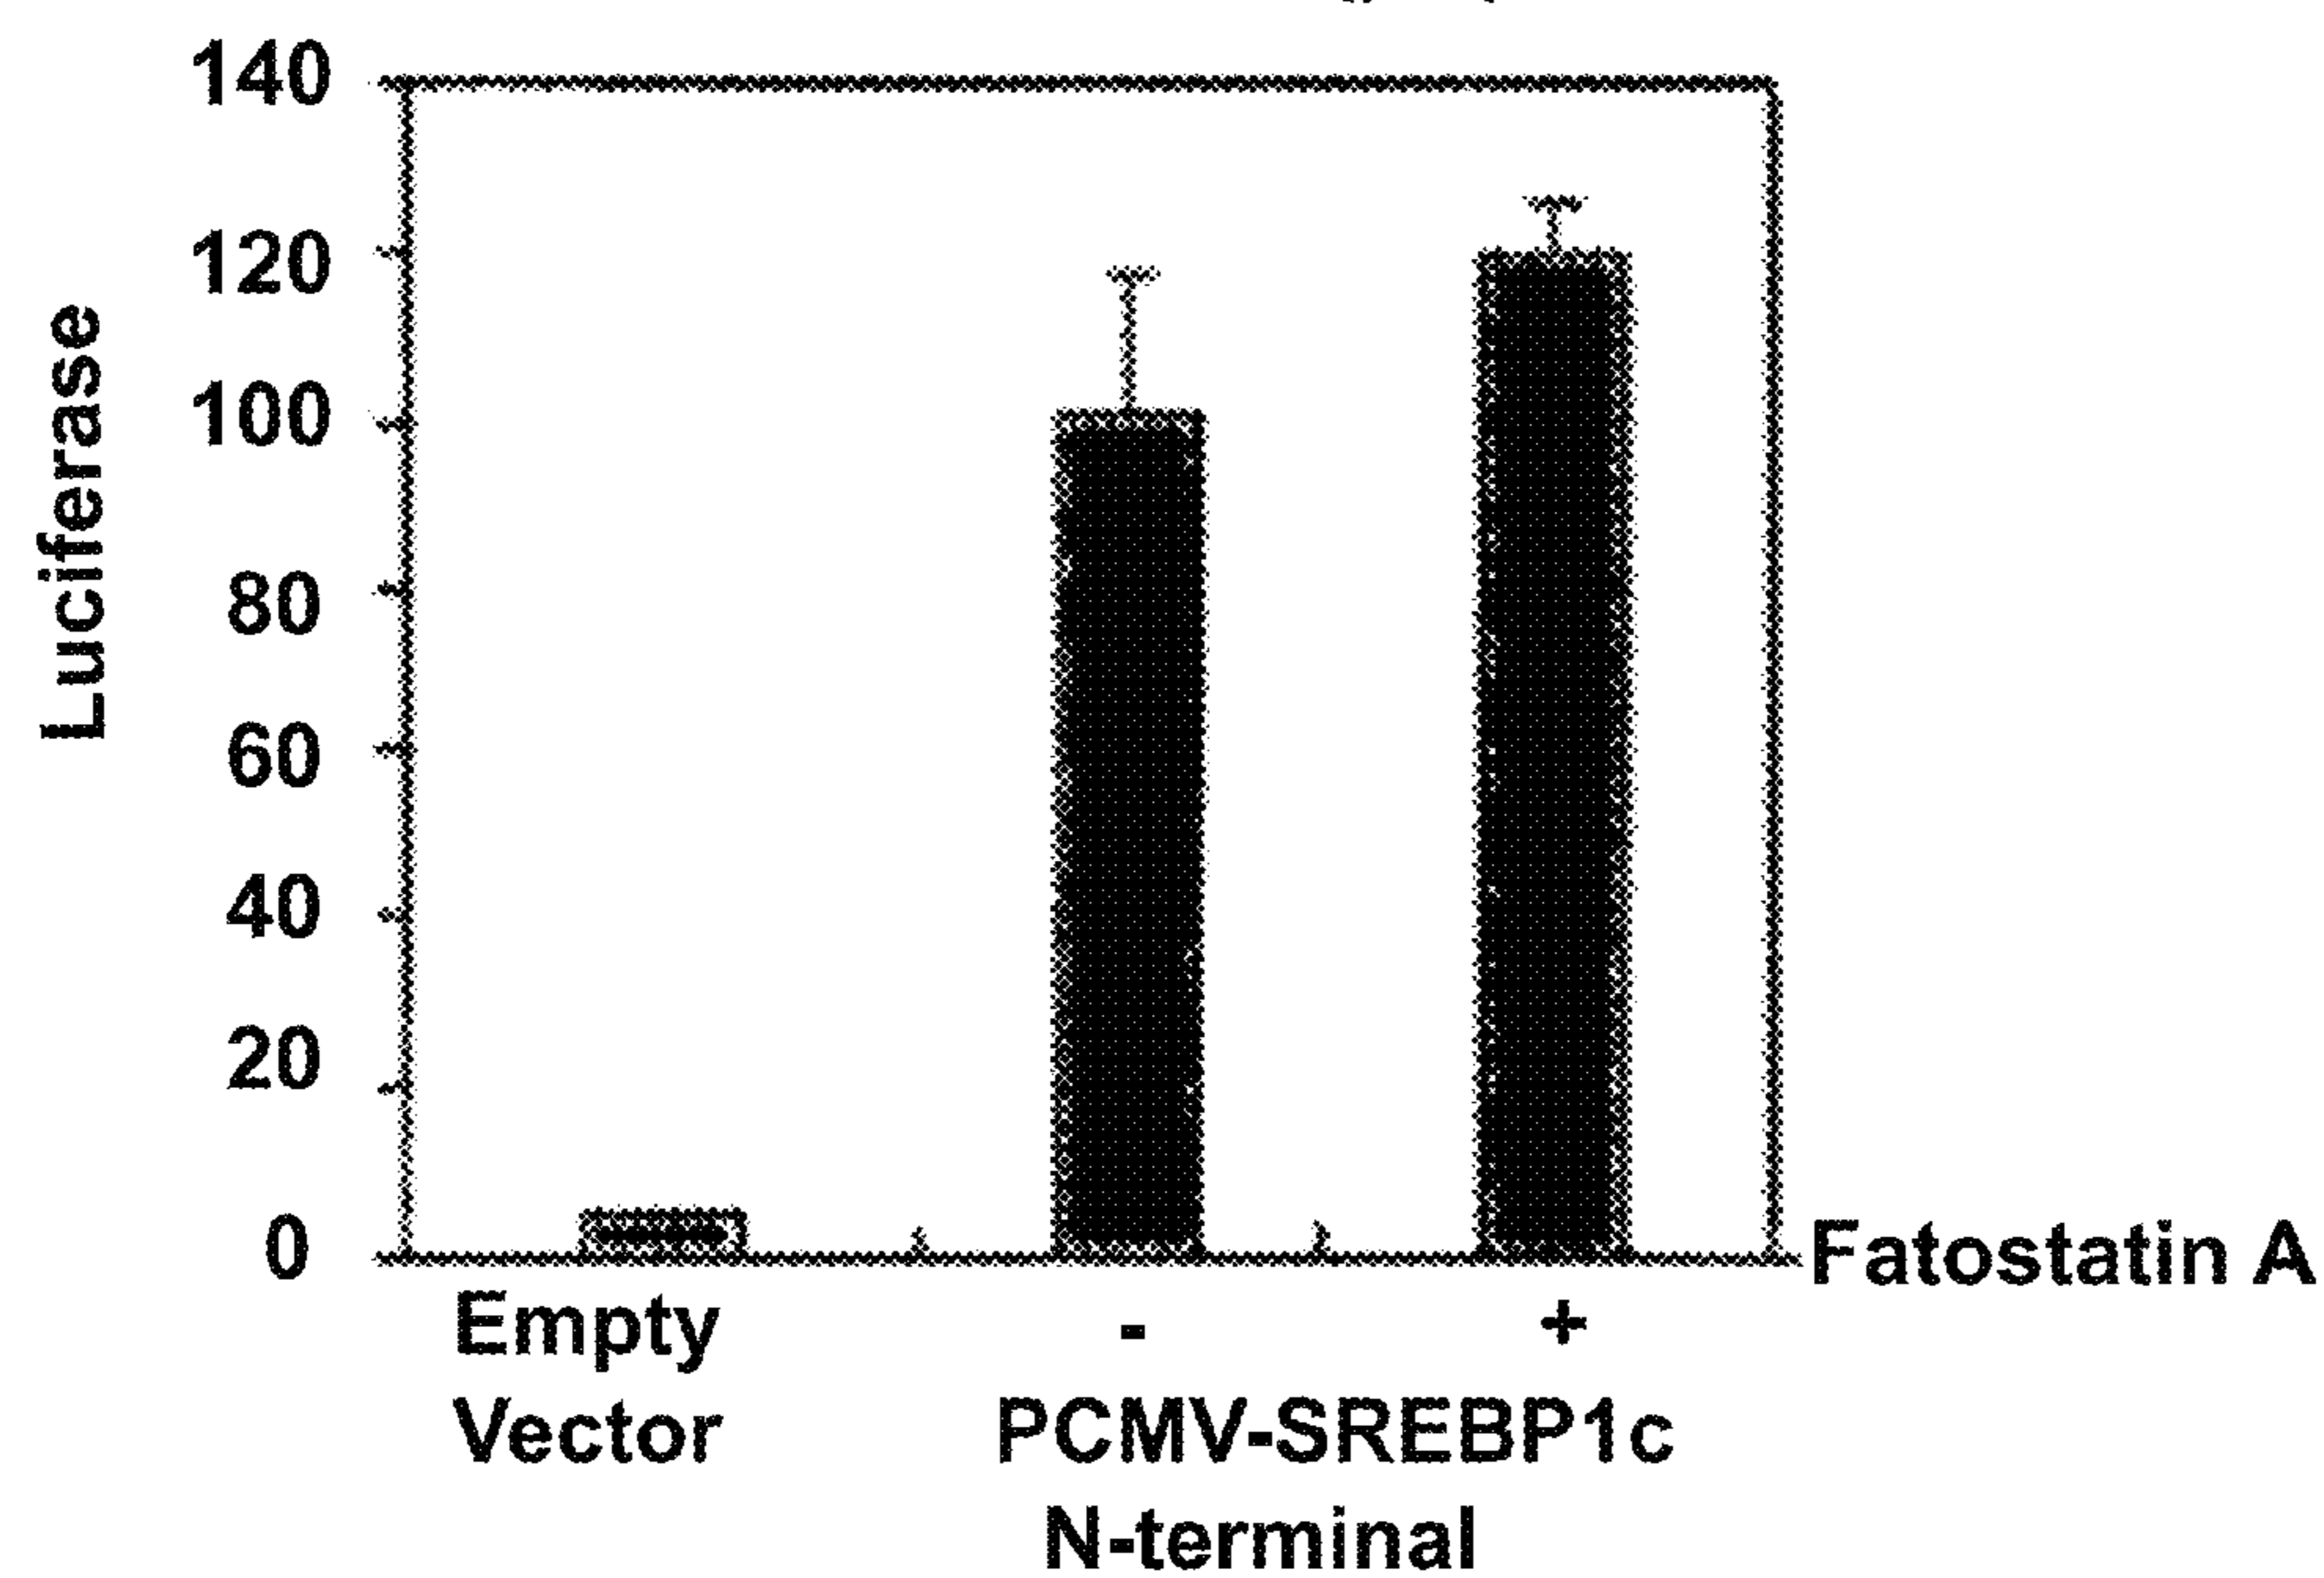 Luciferase
140
120
100
80
60
40
20
0
Fatostatin A
Empty - +
Vector PCMV-SREBP1c
N-terminal